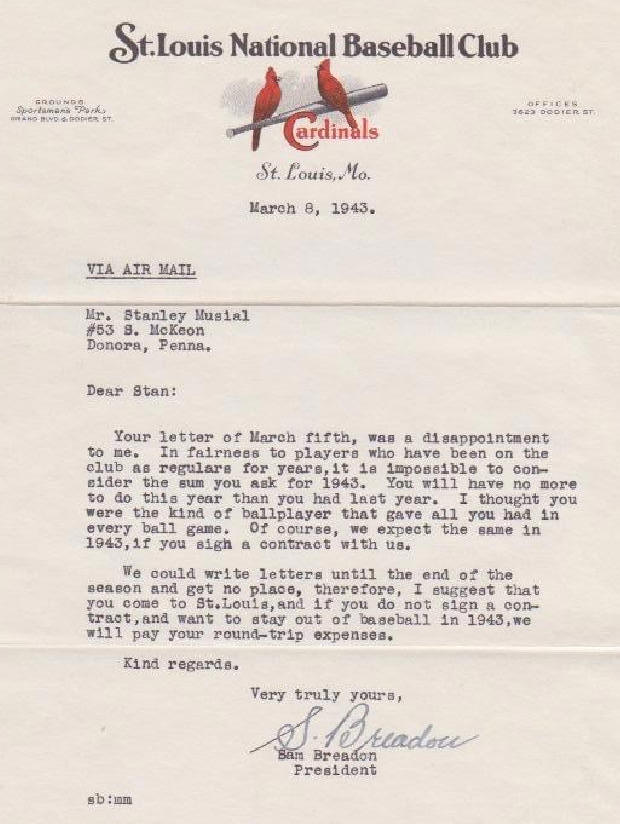 St. Louis National Baseball Club
GROUNDS
Sportsmans Park
GRAND BLVD & DODIER ST.
OFFICES
3623 DODIER ST.
Cardinals
St. Louis, Mo.
March 8, 1943.
VIA AIR MAIL
Mr. Stanley Musial
#53 S. McKeon
Donora, Penna.
Dear Stan:
Your letter of March fifth, was a disappointment
to me. In fairness to players who have been on the
club as regulars for years,it is impossible to con-
sider the sum you ask for 1943. You will have no more
to do this year than you had last year. I thought you
were the kind of ballplayer that gave all you had in
every ball game. Of course, we expect the same in
1943,if you sigh a contract with us.
We could write letters until the end of the
season and get no place, therefore, I suggest that
you come to St.Louis,and if you do not sign a con-
tract,and want to stay out of baseball in 1943,we
will pay your round-trip expenses.
Kind regards.
Very truly yours,
S. Breadon
Sam Breadon
President
sb:mm